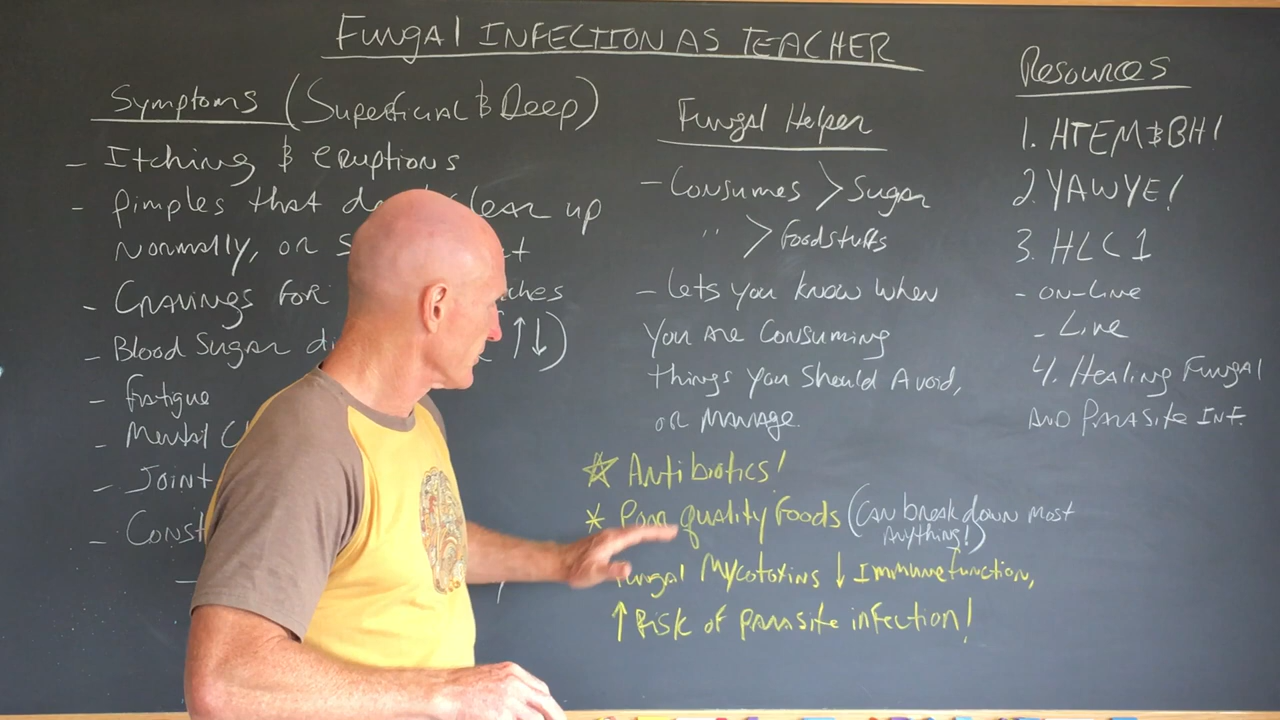 Fungal Infection As Teacher
Symptoms (Superficial & Deep)
- Itching & eruptions
- Pimples that clear up
normally, or
- Cravings for
- Blood Sugar (↑↓)
- fatigue
- Mental
- Joint
-
Fungal Helper
- Consumes > Sugar
" > foodstuffs
- Lets you know when
you are consuming
things you should avoid,
or manage.
☆ Antibiotics!
* Poor quality foods (Can break down most
anything!)
Fungal Mycotoxins ↓ Immune function,
↑ Risk of parasite infection!
Resources
1. HTEM&BH!
2. YAWYE!
3. HLC 1
- on-line
- Live
4. Healing Fungal
and Parasite Inf.